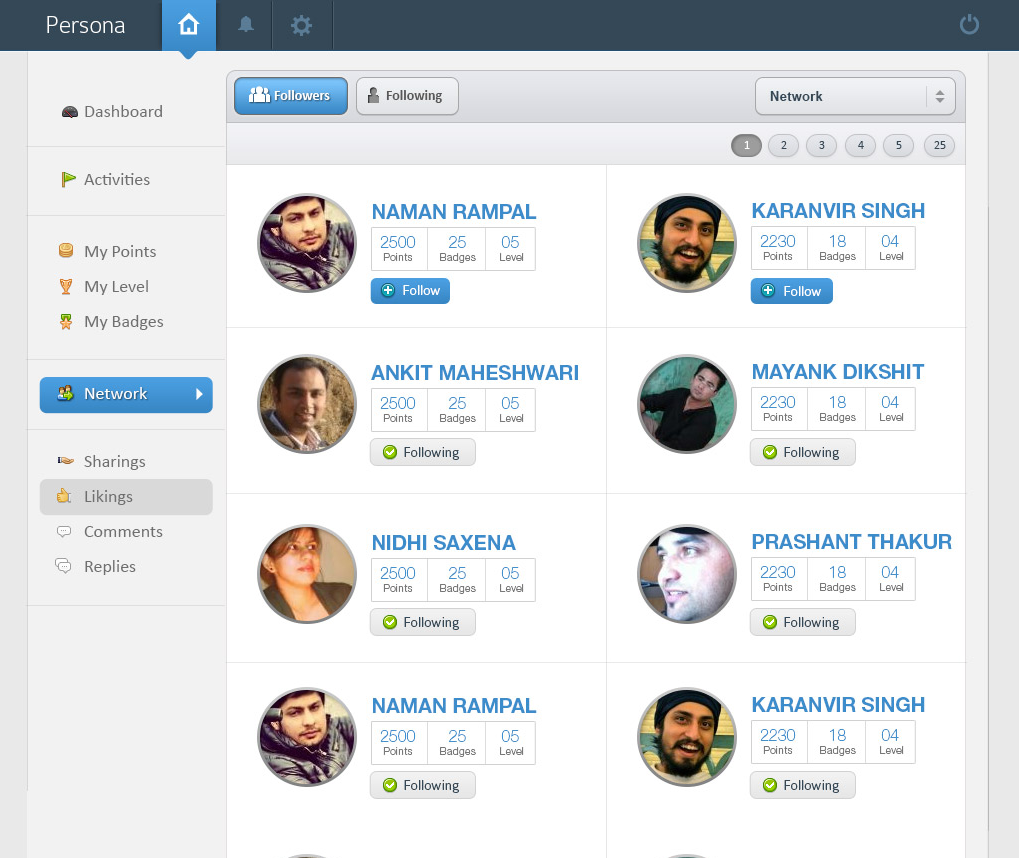 Persona
Dashboard
Activities
My Points
My Level
My Badges
Network
Sharings
Likings
Comments
Replies
Followers
Following
Network
1 2 3 4 5 25
NAMAN RAMPAL
2500 25 05
Points Badges Level
Follow
KARANVIR SINGH
2230 18 04
Points Badges Level
Follow
ANKIT MAHESHWARI
2500 25 05
Points Badges Level
Following
MAYANK DIKSHIT
2230 18 04
Points Badges Level
Following
NIDHI SAXENA
2500 25 05
Points Badges Level
Following
PRASHANT THAKUR
2230 18 04
Points Badges Level
Following
NAMAN RAMPAL
2500 25 05
Points Badges Level
Following
KARANVIR SINGH
2230 18 04
Points Badges Level
Following